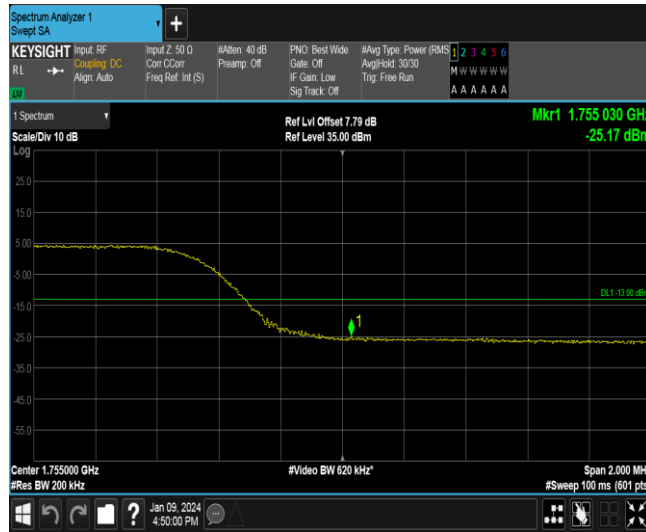 Spectrum Analyzer 1
Swept SA
KEYSIGHT
RL
LXI
Input: RF
Coupling: DC
Align: Auto
Input Z: 50 Ω
Corr CCorr
Freq Ref: Int (S)
#Atten: 40 dB
Preamp: Off
PNO: Best Wide
Gate: Off
IF Gain: Low
Sig Track: Off
#Avg Type: Power (RMS
Avg|Hold: 30/30
Trig: Free Run
1 2 3 4 5 6
M W W W W W
A A A A A A
1 Spectrum
Scale/Div 10 dB
Ref Lvl Offset 7.79 dB
Ref Level 35.00 dBm
Mkr1 1.755 030 GHz
-25.17 dBm
Log
25.0
15.0
5.00
-5.00
DL1 -13.00 dBm
-15.0
1
-25.0
-35.0
-45.0
-55.0
Center 1.755000 GHz
#Res BW 200 kHz
#Video BW 620 kHz*
Span 2.000 MH
#Sweep 100 ms (601 pts
?
Jan 09, 2024
4:50:00 PM